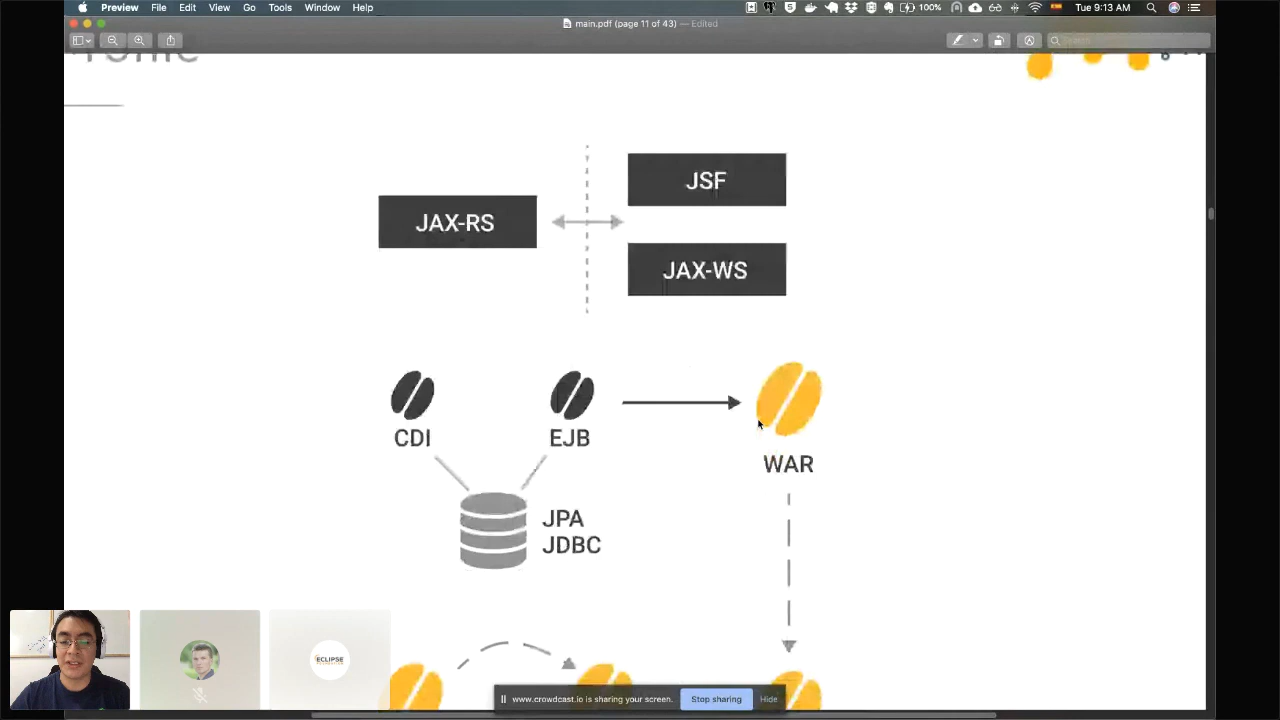 Preview File Edit View Go Tools Window Help
100% Tue 9:13 AM
main.pdf (page 11 of 43) — Edited
Search
JAX-RS
JSF
JAX-WS
CDI
EJB
WAR
JPA
JDBC
ECLIPSE
FOUNDATION
www.crowdcast.io is sharing your screen. Stop sharing Hide